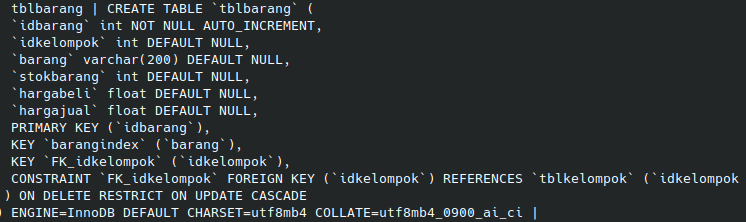 tblbarang | CREATE TABLE `tblbarang` (
`idbarang` int NOT NULL AUTO_INCREMENT,
`idkelompok` int DEFAULT NULL,
`barang` varchar(200) DEFAULT NULL,
`stokbarang` int DEFAULT NULL,
`hargabeli` float DEFAULT NULL,
`hargajual` float DEFAULT NULL,
PRIMARY KEY (`idbarang`),
KEY `barangindex` (`barang`),
KEY `FK_idkelompok` (`idkelompok`),
CONSTRAINT `FK_idkelompok` FOREIGN KEY (`idkelompok`) REFERENCES `tblkelompok` (`idkelompok
`) ON DELETE RESTRICT ON UPDATE CASCADE
) ENGINE=InnoDB DEFAULT CHARSET=utf8mb4 COLLATE=utf8mb4_0900_ai_ci |